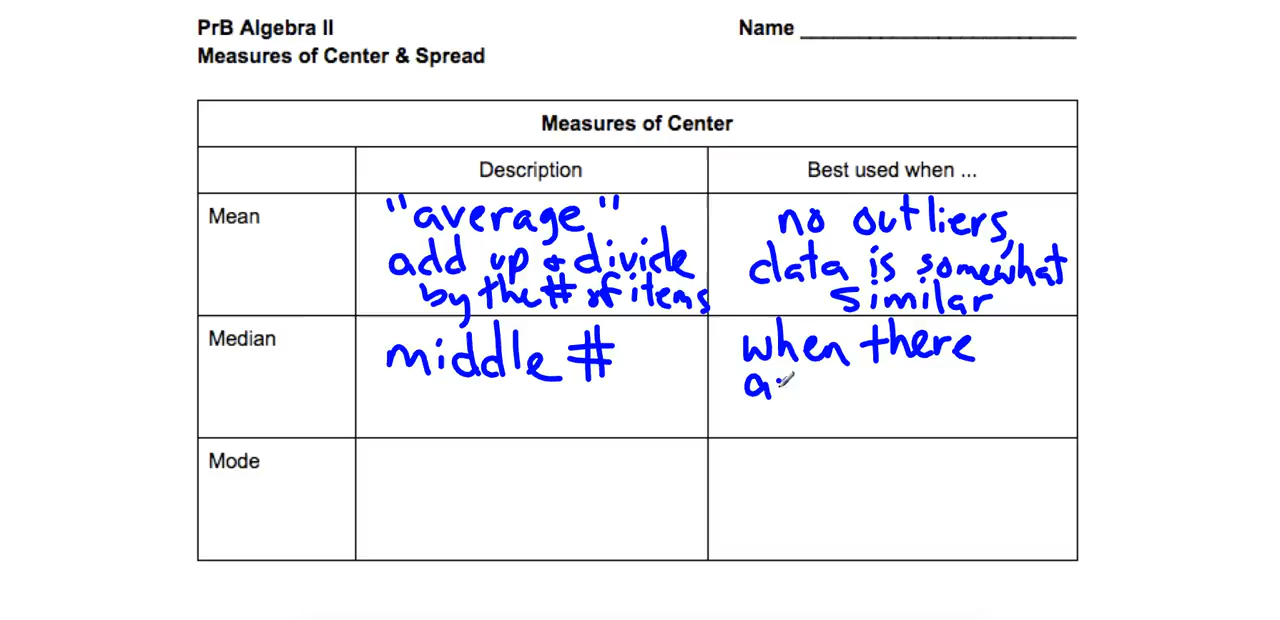 PrB Algebra II
Name
Measures of Center & Spread
Measures of Center
Description
Best used when ...
Mean
"average"
add up & divide
by the # of items
no outliers,
data is somewhat
similar
Median
middle #
when there
a
Mode